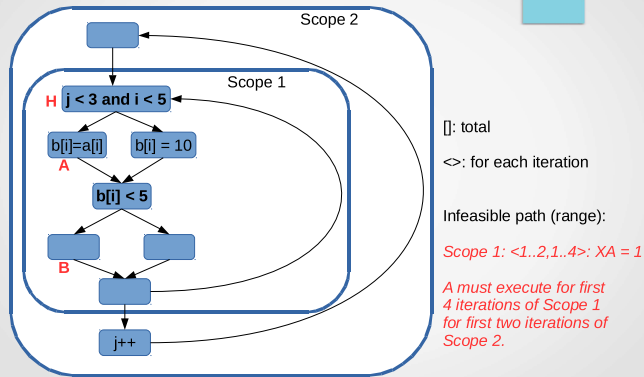 Scope 2
Scope 1
H
j < 3 and i < 5
b[i]=a[i]
b[i] = 10
A
b[i] < 5
B
j++
[]: total
<>: for each iteration
Infeasible path (range):
Scope 1: <1..2,1..4>: XA = 1
A must execute for first
4 iterations of Scope 1
for first two iterations of
Scope 2.